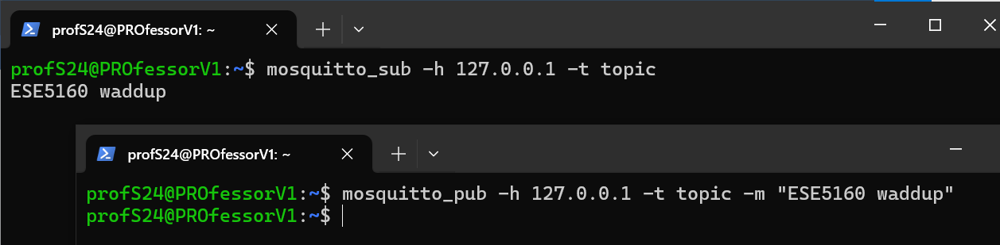 profS24@PROfessorV1: ~
profS24@PROfessorV1:~$ mosquitto_sub -h 127.0.0.1 -t topic
ESE5160 waddup
profS24@PROfessorV1: ~
profS24@PROfessorV1:~$ mosquitto_pub -h 127.0.0.1 -t topic -m "ESE5160 waddup"
profS24@PROfessorV1:~$